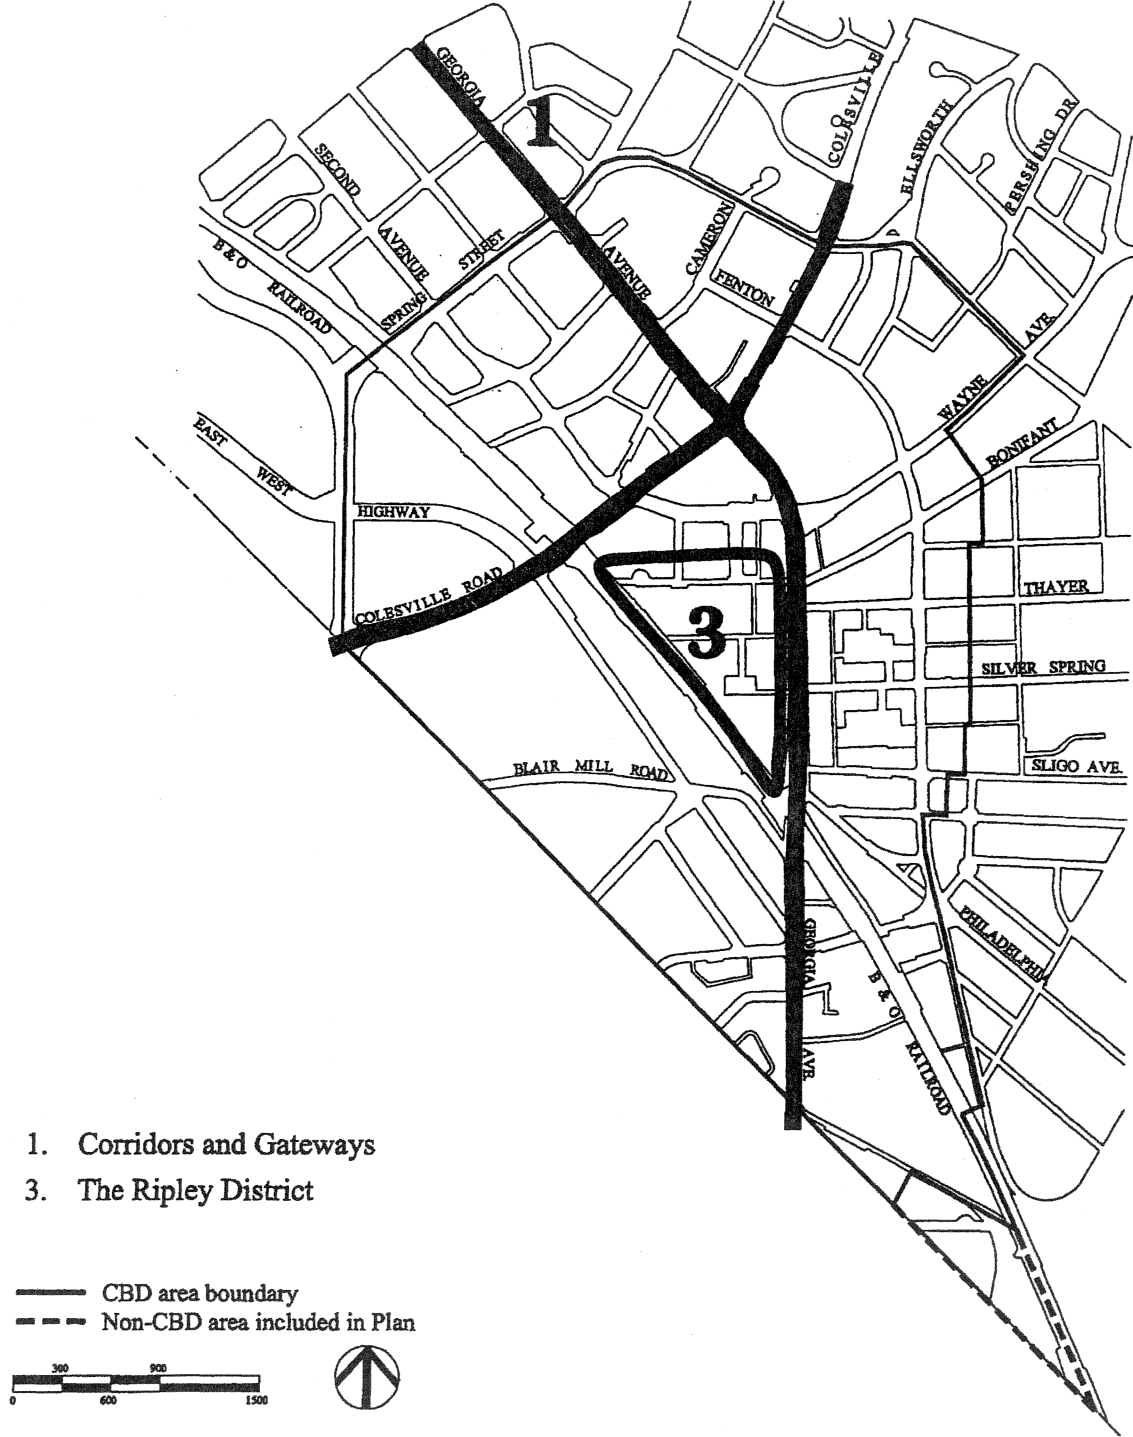 GEORGIA
1
COLESVILLE
ELLSWORTH
PERSHING DR.
SECOND
AVENUE
SPRING
STREET
CAMERON
AVENUE
FENTON
B & O
RAILROAD
WAYNE
AVE.
BONIFANT
EAST
WEST
HIGHWAY
COLESVILLE ROAD
3
THAYER
SILVER SPRING
BLAIR MILL ROAD
SLIGO AVE.
PHILADELPHIA
GEORGIA
AVE.
B & O
RAILROAD
1. Corridors and Gateways
3. The Ripley District
CBD area boundary
Non-CBD area included in Plan
300 900
0 600 1500